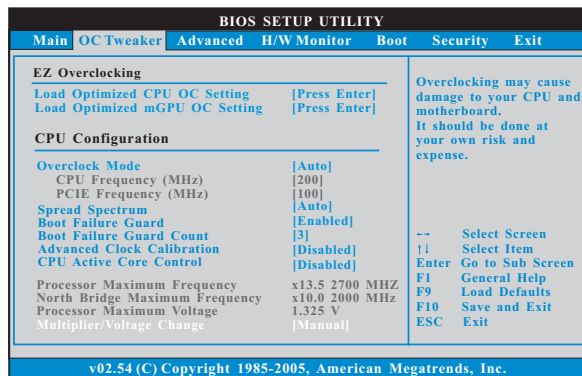 BIOS SETUP UTILITY
Main OC Tweaker Advanced H/W Monitor Boot Security Exit
EZ Overclocking
Load Optimized CPU OC Setting [Press Enter]
Load Optimized mGPU OC Setting [Press Enter]
CPU Configuration
Overclock Mode [Auto]
CPU Frequency (MHz) [200]
PCIE Frequency (MHz) [100]
Spread Spectrum [Auto]
Boot Failure Guard [Enabled]
Boot Failure Guard Count [3]
Advanced Clock Calibration [Disabled]
CPU Active Core Control [Disabled]
Processor Maximum Frequency x13.5 2700 MHZ
North Bridge Maximum Frequency x10.0 2000 MHz
Processor Maximum Voltage 1.325 V
Multiplier/Voltage Change [Manual]
Overclocking may cause
damage to your CPU and
motherboard.
It should be done at
your own risk and
expense.
←→ Select Screen
↑↓ Select Item
Enter Go to Sub Screen
F1 General Help
F9 Load Defaults
F10 Save and Exit
ESC Exit
v02.54 (C) Copyright 1985-2005, American Megatrends, Inc.